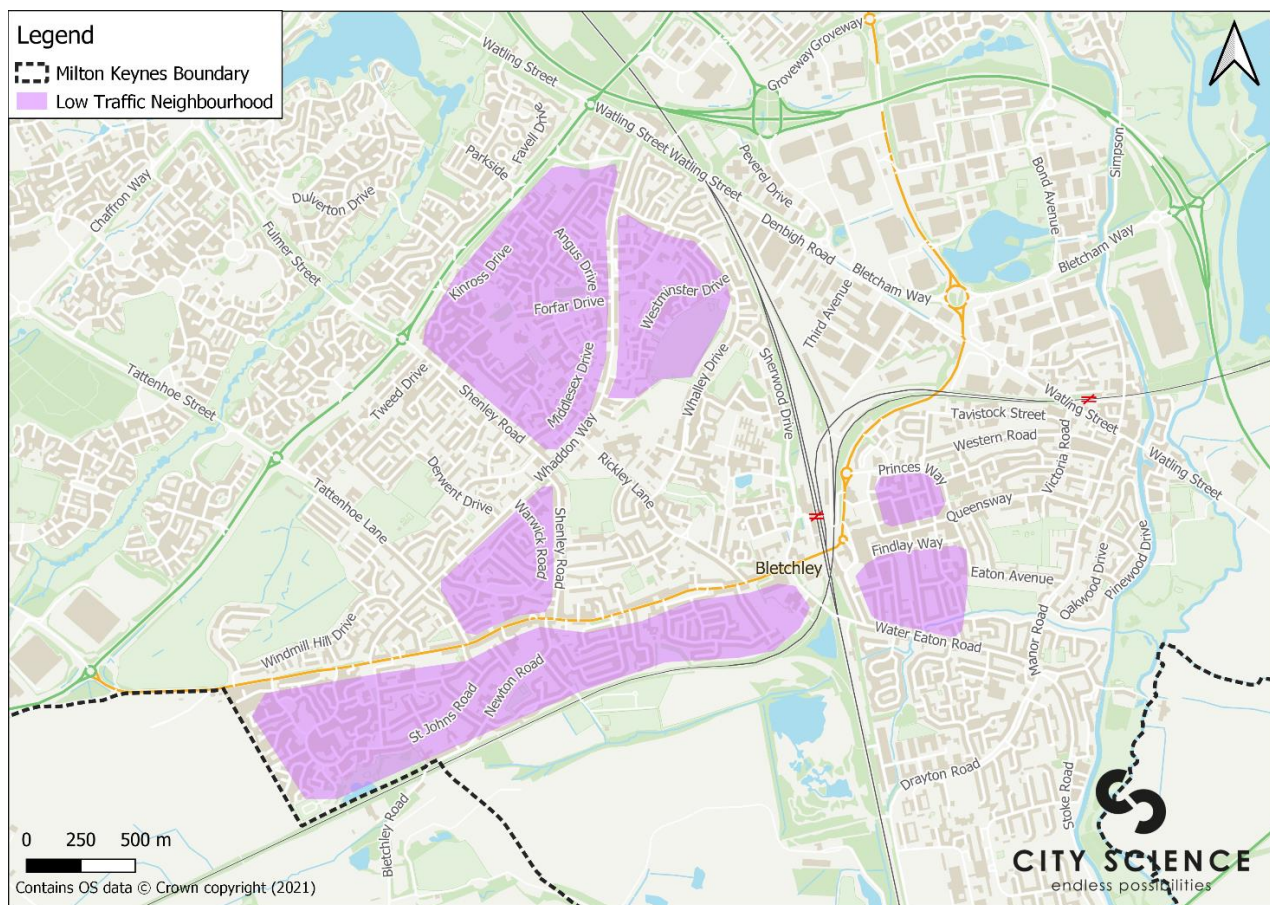 Legend
Milton Keynes Boundary
Low Traffic Neighbourhood
Watling Street
Groveway
Groveway
Watling Street
Watling Street
Favell Drive
Parkside
Peverel Drive
Simpson
Bond Avenue
Chaffron Way
Dulverton Drive
Fulmer Street
Denbigh Road
Bletcham Way
Bletcham Way
Angus Drive
Kinross Drive
Forfar Drive
Westminster Drive
Third Avenue
Tattenhoe Street
Tweed Drive
Shenley Road
Middlesex Drive
Whalley Drive
Sherwood Drive
Watling Street
Tavistock Street
Western Road
Victoria Road
Whaddon Way
Rickley Lane
Derwent Drive
Princes Way
Queensway
Watling Street
Tattenhoe Lane
Warwick Road
Shenley Road
Findlay Way
Bletchley
Eaton Avenue
Oakwood Drive
Pinewood Drive
Windmill Hill Drive
Water Eaton Road
Manor Road
St Johns Road
Newton Road
Drayton Road
Stoke Road
Bletchley Road
0 250 500 m
Contains OS data © Crown copyright (2021)
CITY SCIENCE
endless possibilities